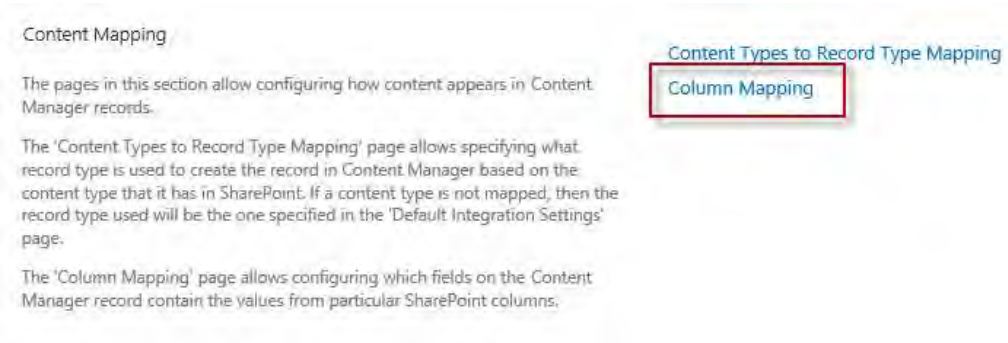 Content Mapping
The pages in this section allow configuring how content appears in Content
Manager records.
The 'Content Types to Record Type Mapping' page allows specifying what
record type is used to create the record in Content Manager based on the
content type that it has in SharePoint. If a content type is not mapped, then the
record type used will be the one specified in the 'Default Integration Settings'
page.
The 'Column Mapping' page allows configuring which fields on the Content
Manager record contain the values from particular SharePoint columns.
Content Types to Record Type Mapping
Column Mapping